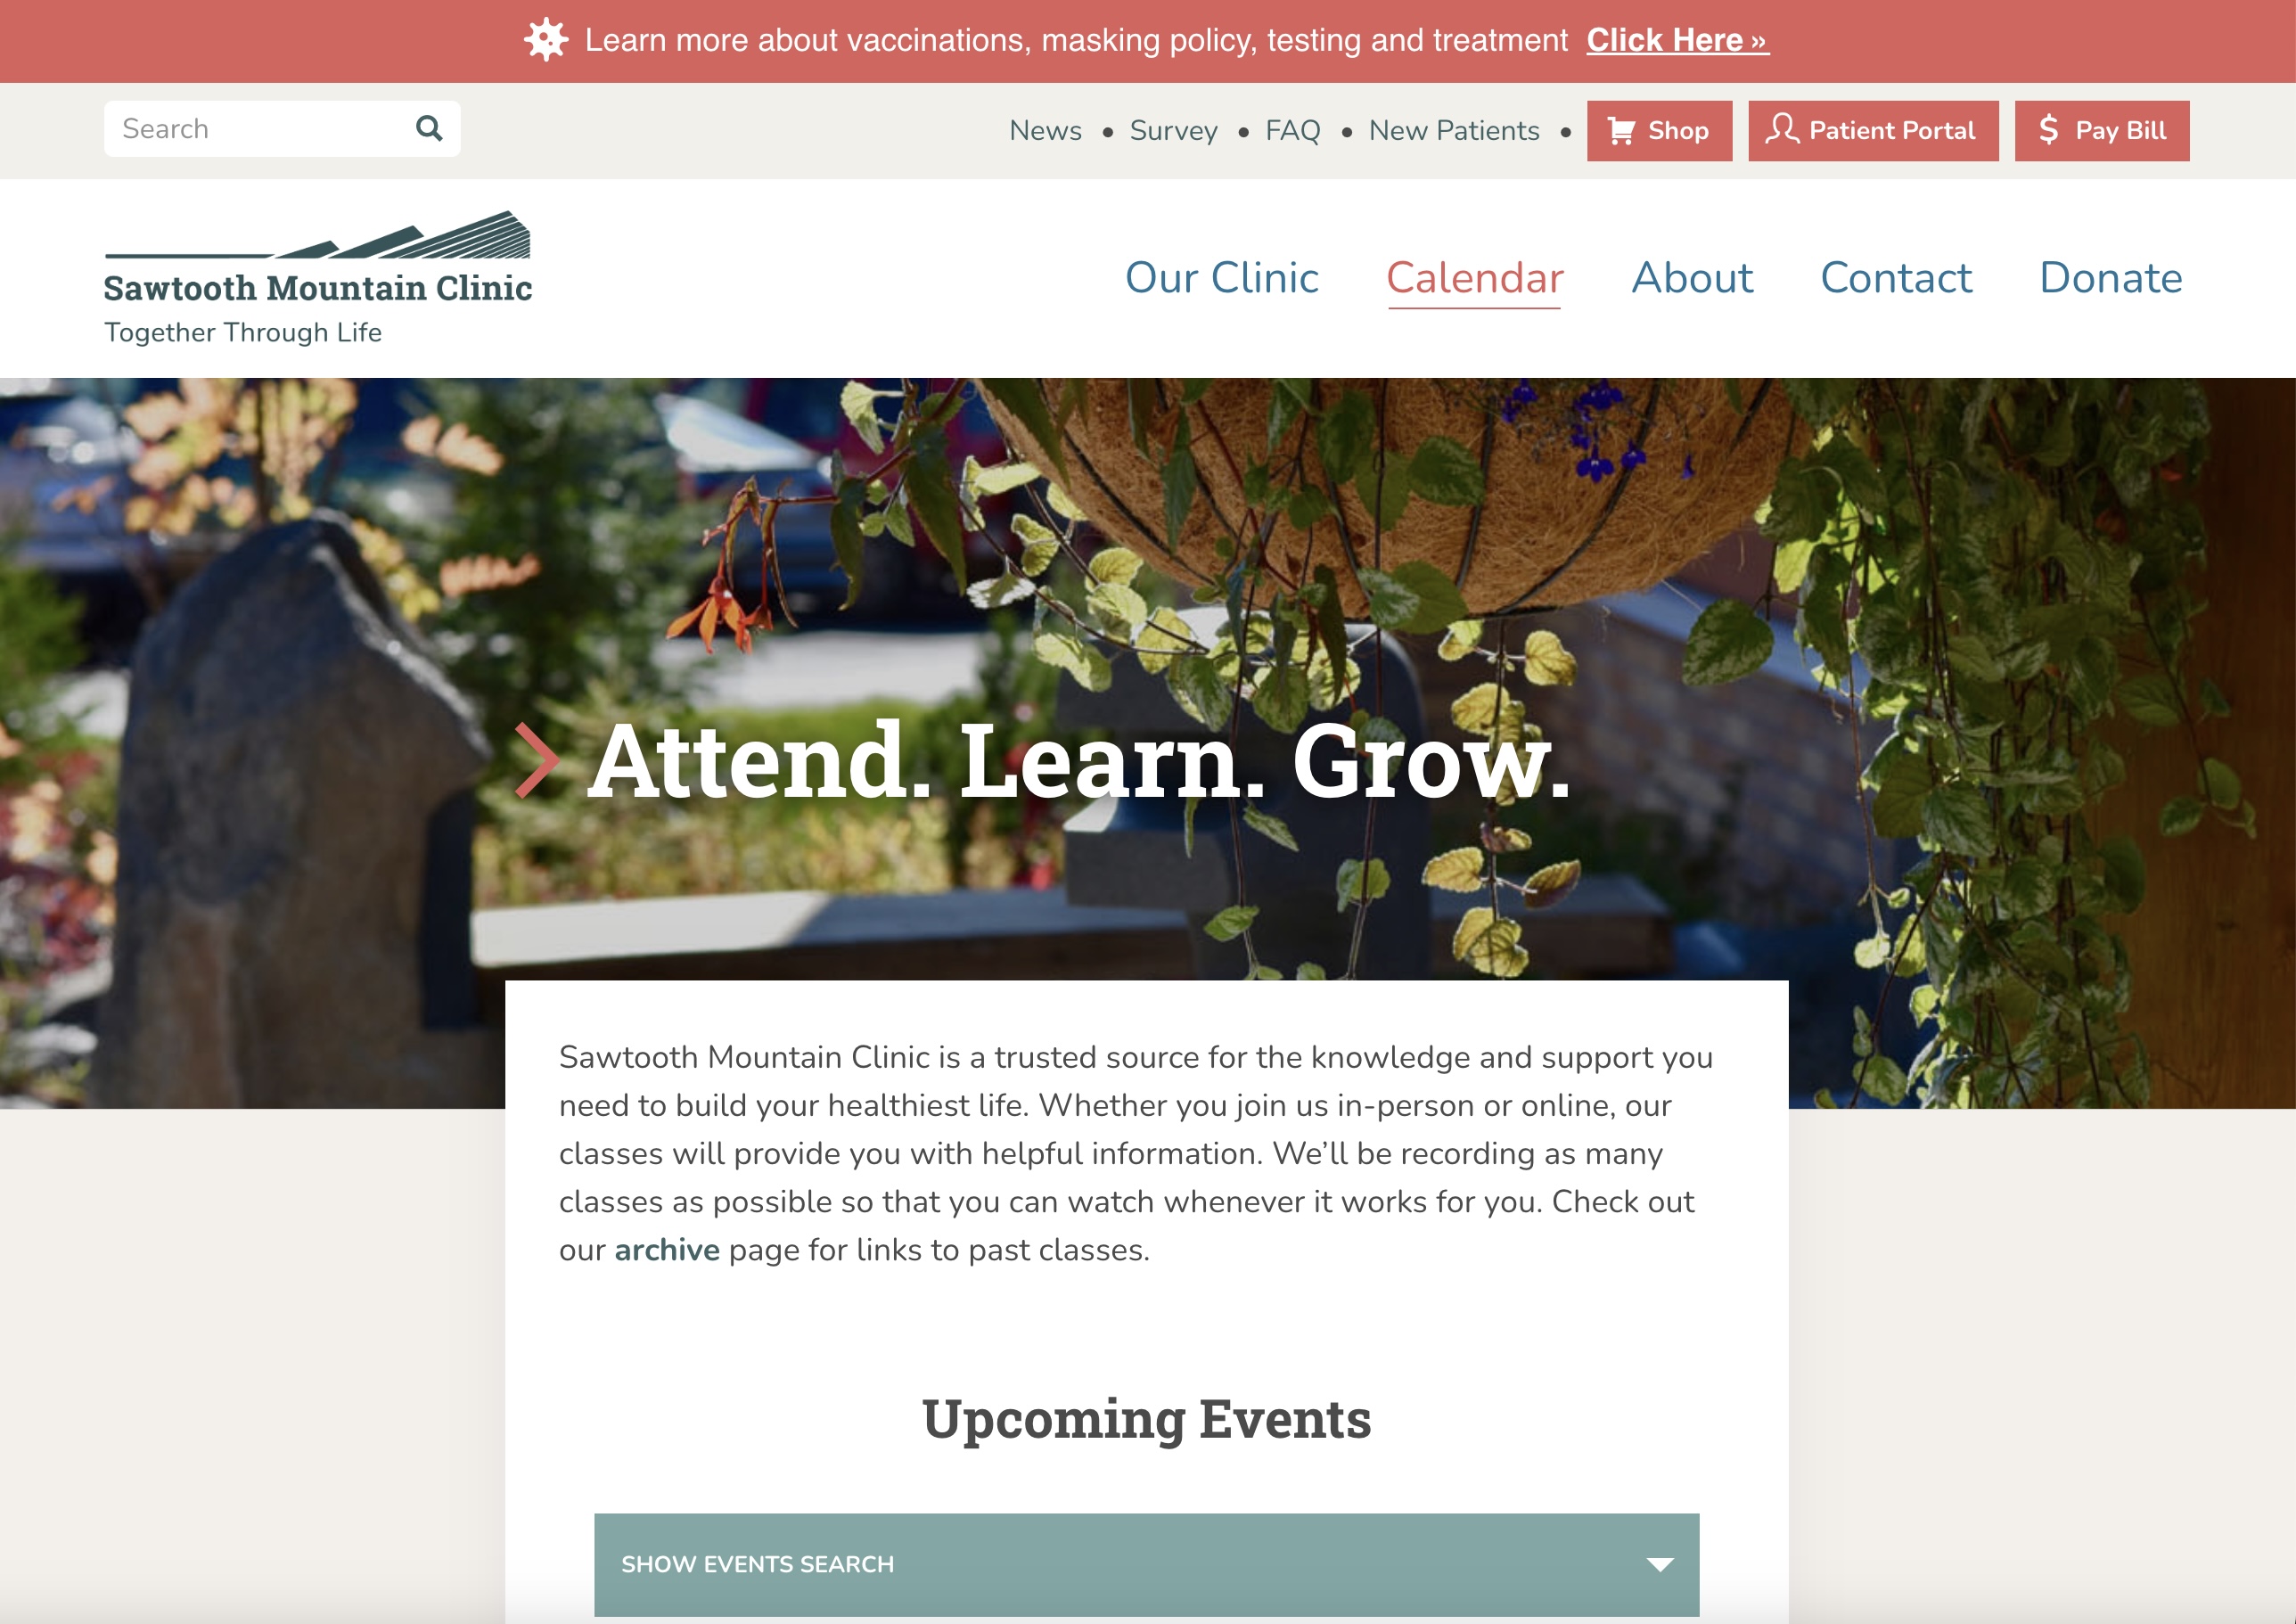 Learn more about vaccinations, masking policy, testing and treatment Click Here »
Search
News • Survey • FAQ • New Patients • Shop Patient Portal $ Pay Bill
Sawtooth Mountain Clinic
Together Through Life
Our Clinic Calendar About Contact Donate
Attend. Learn. Grow.
Sawtooth Mountain Clinic is a trusted source for the knowledge and support you
need to build your healthiest life. Whether you join us in-person or online, our
classes will provide you with helpful information. We’ll be recording as many
classes as possible so that you can watch whenever it works for you. Check out
our archive page for links to past classes.
Upcoming Events
SHOW EVENTS SEARCH